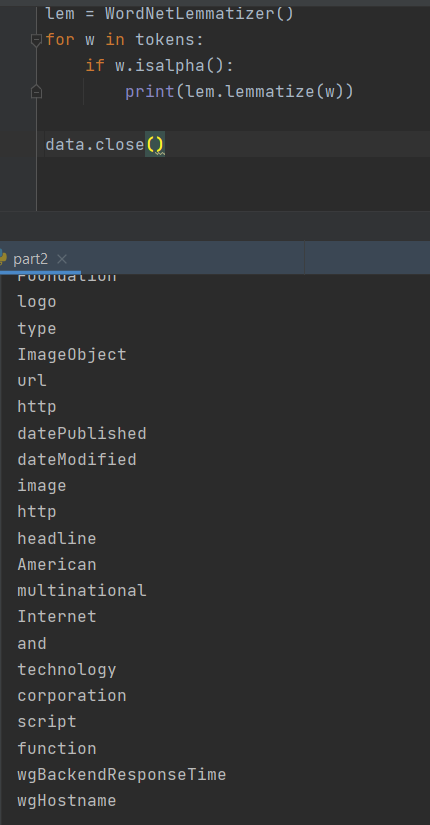 lem = WordNetLemmatizer()
for w in tokens:
    if w.isalpha():
        print(lem.lemmatize(w))

data.close()
part2
Foundation
logo
type
ImageObject
url
http
datePublished
dateModified
image
http
headline
American
multinational
Internet
and
technology
corporation
script
function
wgBackendResponseTime
wgHostname